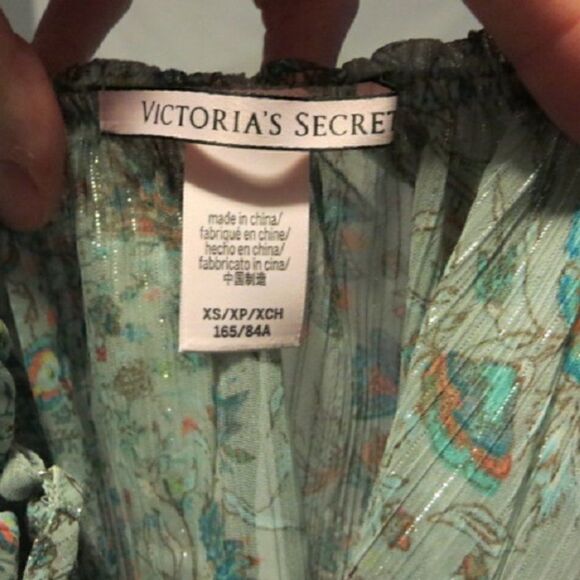 VICTORIA'S SECRET
made in china/
fabriqué en chine/
hecho en china/
fabbricato in cina/
中国制造
XS/XP/XCH
165/84A